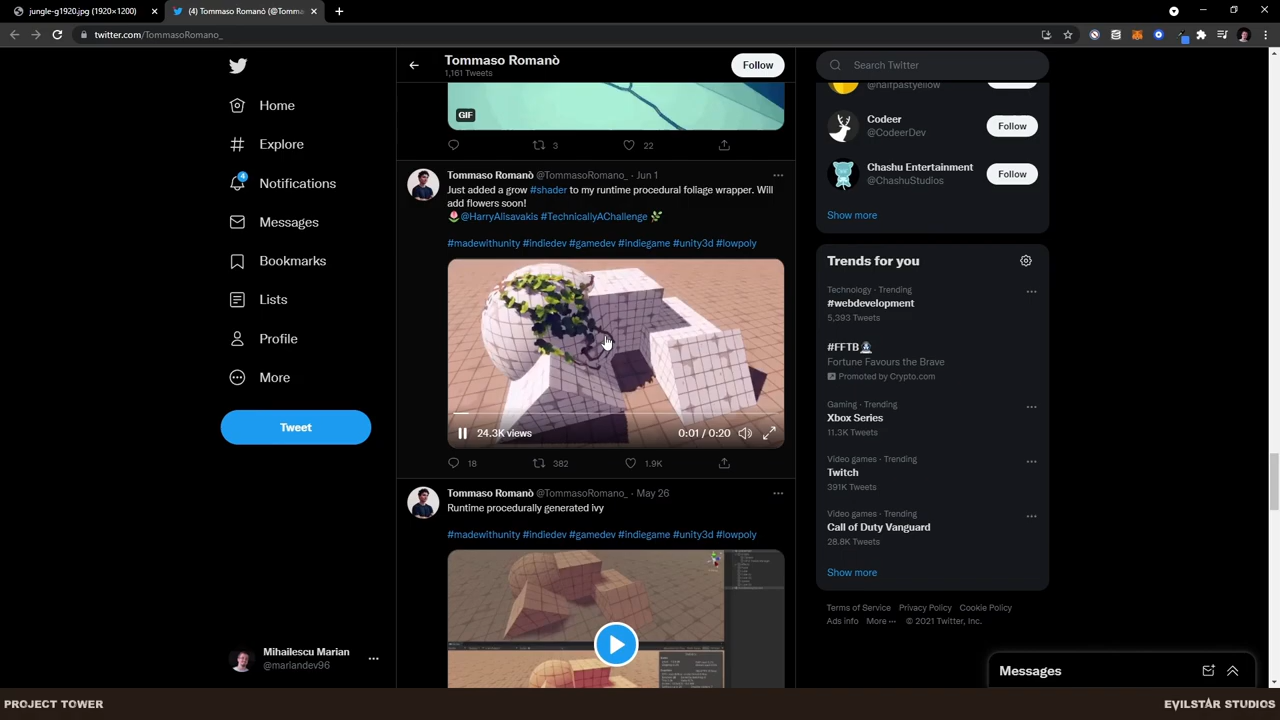 jungle-g1920.jpg (1920×1200)
(4) Tommaso Romanò (@Tomma
twitter.com/TommasoRomano_
Home
Explore
4
Notifications
Messages
Bookmarks
Lists
Profile
More
Tweet
Mihailescu Marian
@mariandev96
Tommaso Romanò
1,161 Tweets
Follow
GIF
3
22
Tommaso Romanò @TommasoRomano_ · Jun 1
Just added a grow #shader to my runtime procedural foliage wrapper. Will
add flowers soon!
@HarryAlisavakis #TechnicallyAChallenge
#madewithunity #indiedev #gamedev #indiegame #unity3d #lowpoly
24.3K views
0:01 / 0:20
18
382
1.9K
Tommaso Romanò @TommasoRomano_ · May 26
Runtime procedurally generated ivy
#madewithunity #indiedev #gamedev #indiegame #unity3d #lowpoly
Search Twitter
@halfpastyellow
Codeer
@CodeerDev
Follow
Chashu Entertainment
@ChashuStudios
Follow
Show more
Trends for you
Technology · Trending
#webdevelopment
5,393 Tweets
#FFTB
Fortune Favours the Brave
Promoted by Crypto.com
Gaming · Trending
Xbox Series
11.3K Tweets
Video games · Trending
Twitch
391K Tweets
Video games · Trending
Call of Duty Vanguard
28.8K Tweets
Show more
Terms of Service Privacy Policy Cookie Policy
Ads info More ··· © 2021 Twitter, Inc.
Messages
PROJECT TOWER
EVILSTAR STUDIOS